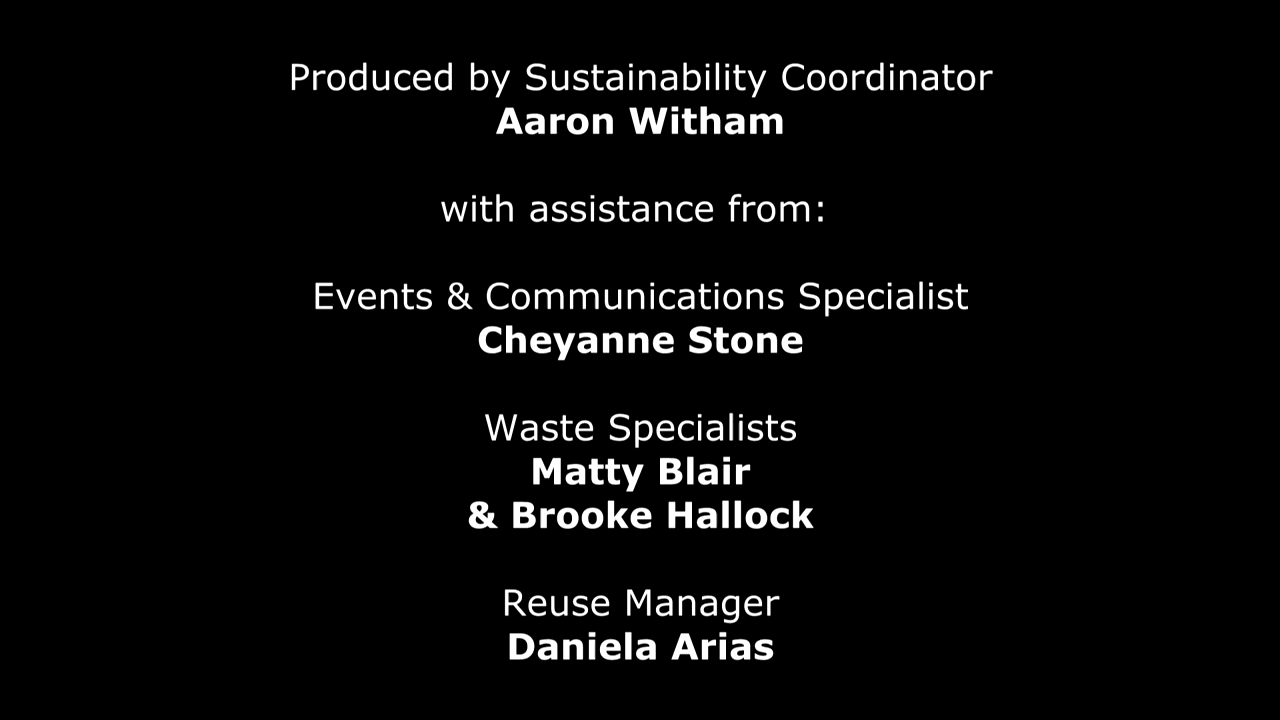 Produced by Sustainability Coordinator
Aaron Witham
with assistance from:
Events & Communications Specialist
Cheyanne Stone
Waste Specialists
Matty Blair
& Brooke Hallock
Reuse Manager
Daniela Arias